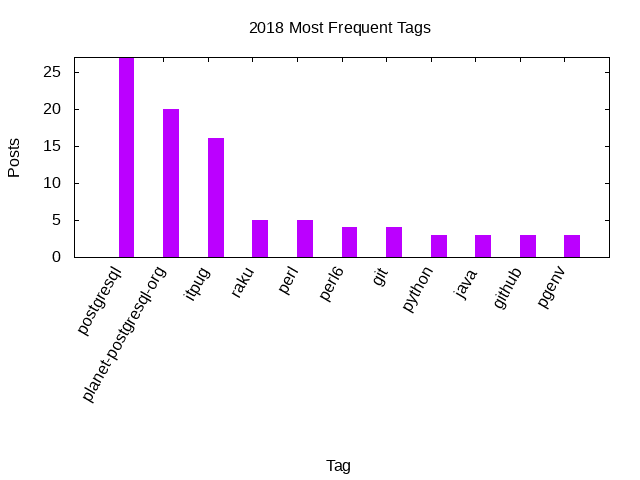 2018 Most Frequent Tags
Posts
25
20
15
10
5
0
postgresql
planet-postgresql-org
itpug
raku
perl
perl6
git
python
java
github
pgenv
Tag